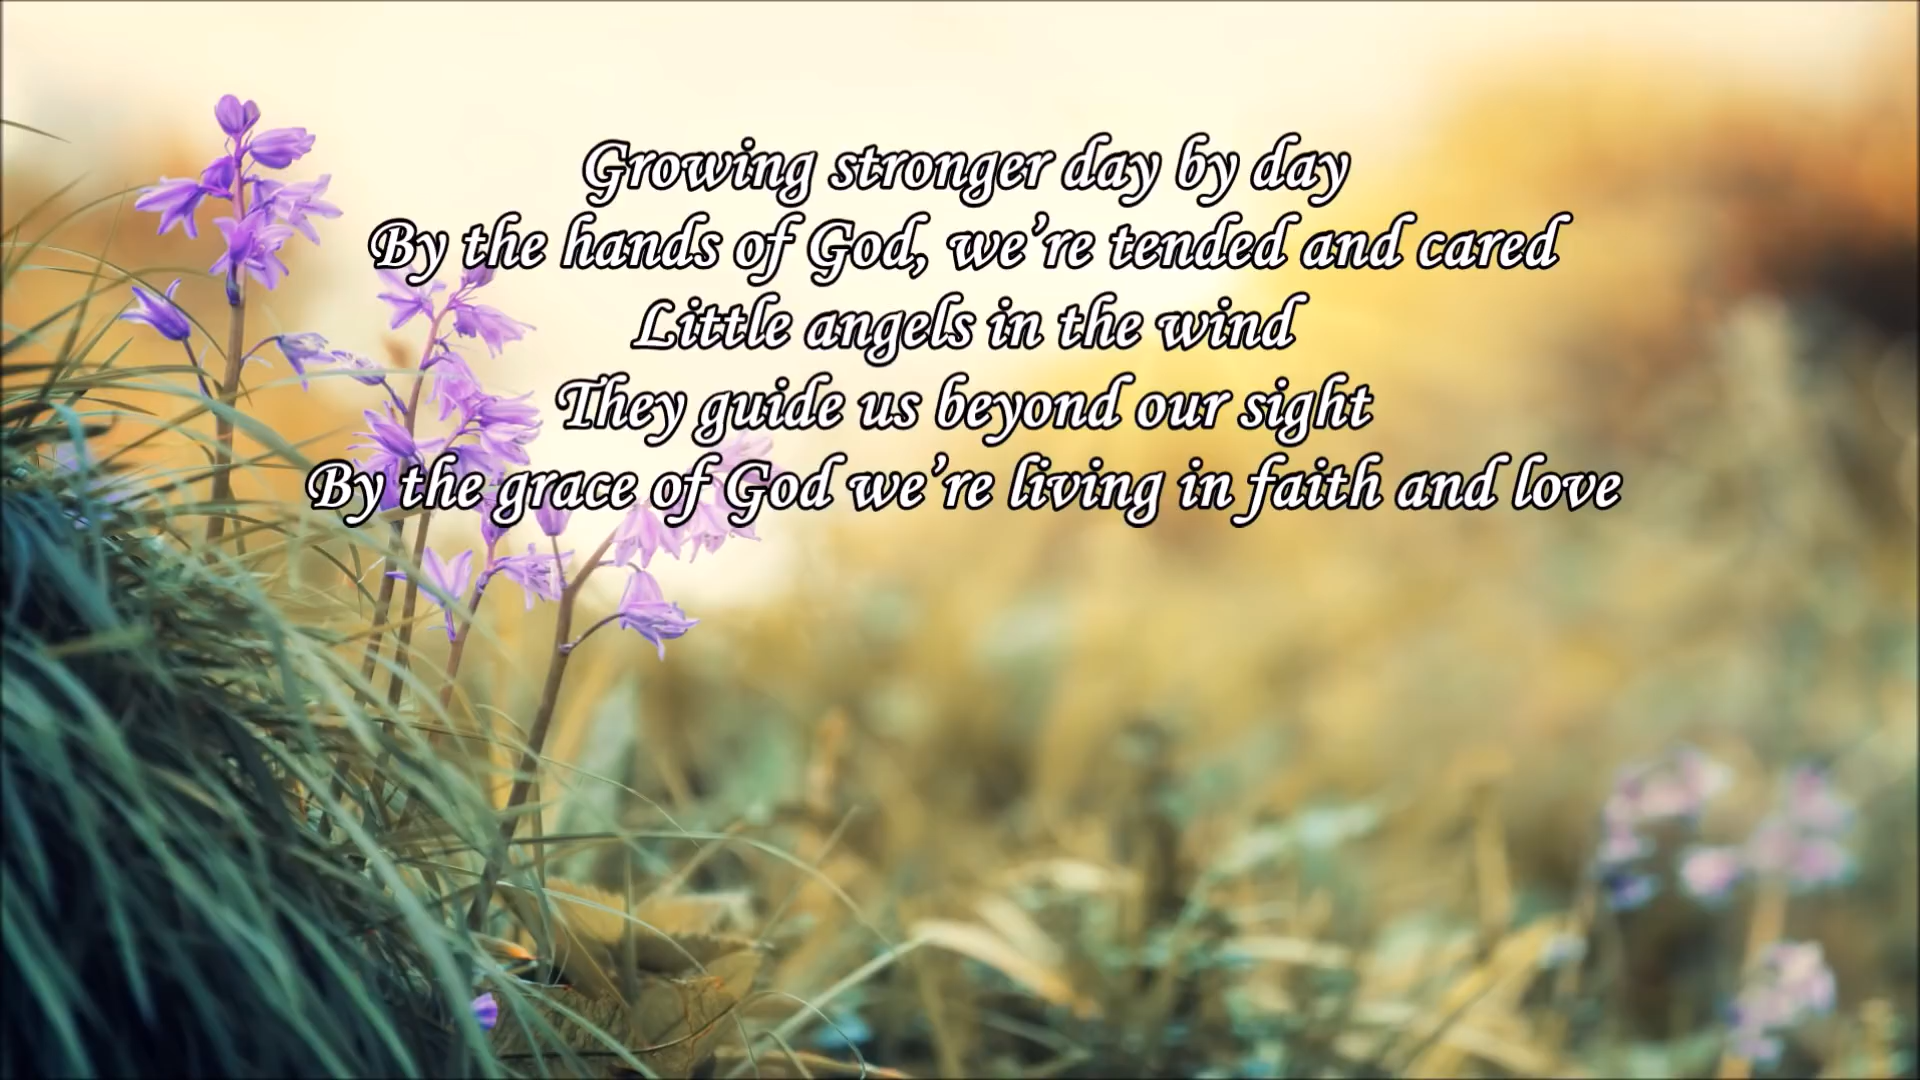 Growing stronger day by day
By the hands of God, we’re tended and cared
Little angels in the wind
They guide us beyond our sight
By the grace of God we’re living in faith and love